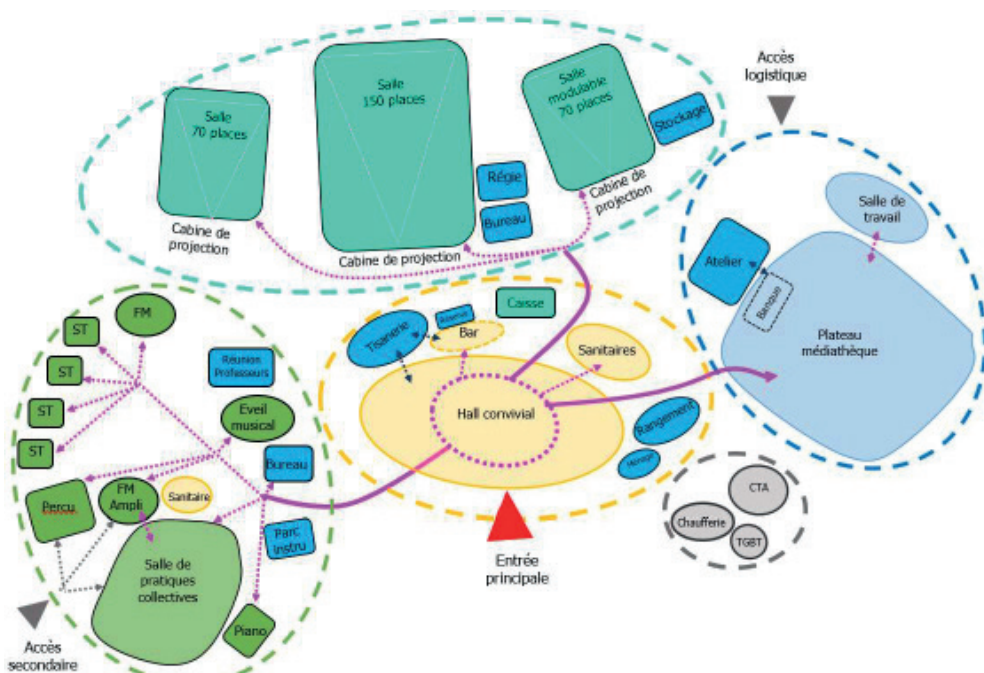 Salle
70 places
Cabine de
projection
Salle
150 places
Cabine de projection
Régie
Bureau
Salle
modulable
70 places
Cabine de
projection
Stockage
Accès
logistique
Salle de
travail
Atelier
Banque
Plateau
médiathèque
Caisse
Tisanerie
Réserve
Bar
Sanitaires
Hall convivial
Rangement
Ménage
Entrée
principale
CTA
Chaufferie
TGBT
FM
ST
ST
ST
ST
Réunion
Professeurs
Eveil
musical
Bureau
Percu
FM
Ampli
Sanitaire
Parc
instru
Salle de
pratiques
collectives
Piano
Accès
secondaire